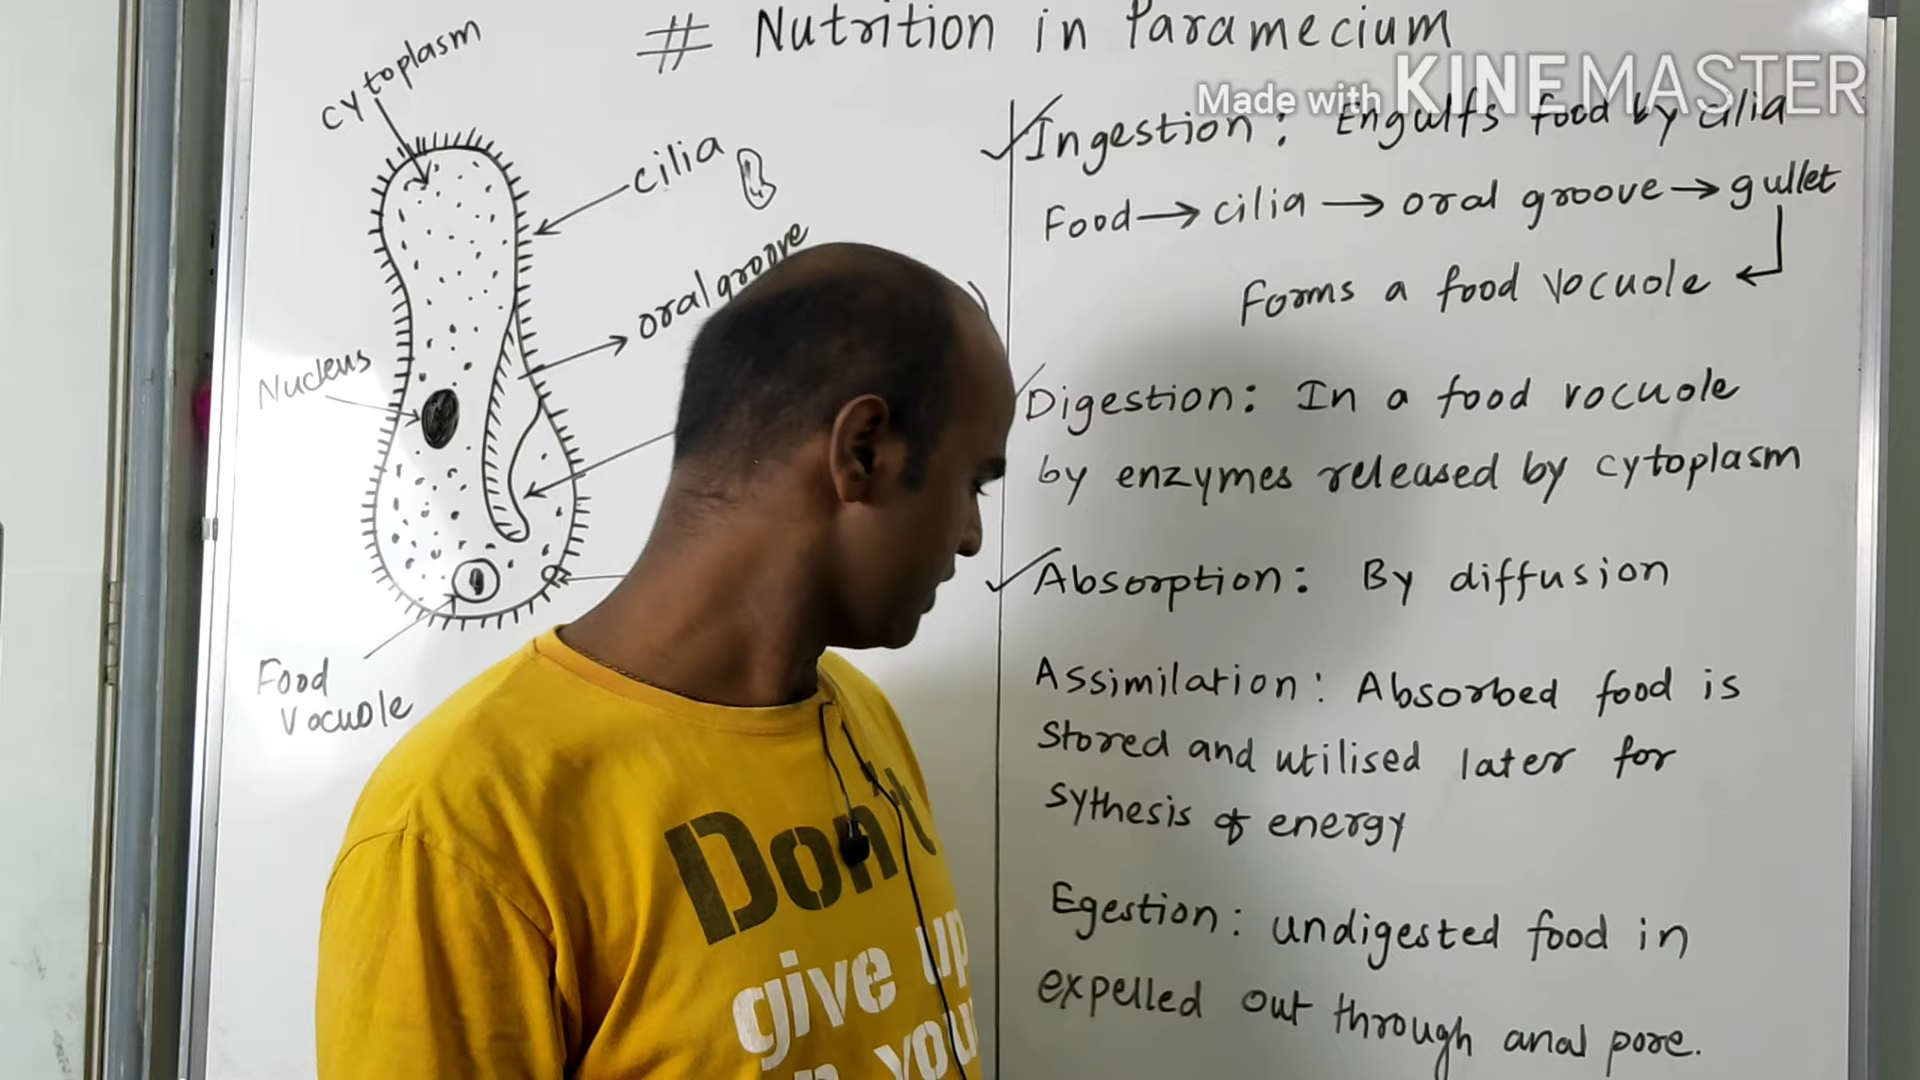 # Nutrition in Paramecium
Made with KINEMASTER
cytoplasm
cilia
oral groove
Nucleus
Food
Vocuole
Ingestion: Engulfs food by cilia
Food → cilia → oral groove → gullet
Forms a food vocuole
Digestion: In a food vocuole
by enzymes released by cytoplasm
Absorption: By diffusion
Assimilation: Absorbed food is
stored and utilised later for
sythesis of energy
Egestion: undigested food in
expelled out through anal pore.
Don't
give up
you